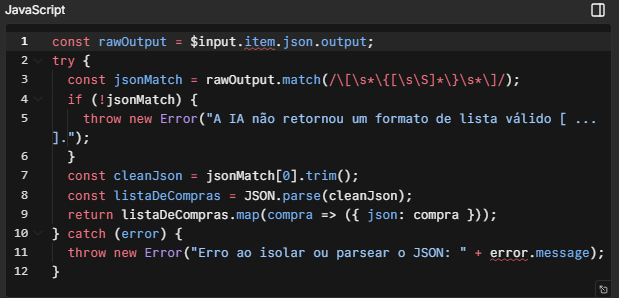 JavaScript
1 const rawOutput = $input.item.json.output;
2 try {
3 const jsonMatch = rawOutput.match(/\[\s*\{[\s\S]*\}\s*\]/);
4 if (!jsonMatch) {
5 throw new Error("A IA não retornou um formato de lista válido [ ...
].");
6 }
7 const cleanJson = jsonMatch[0].trim();
8 const listaDeCompras = JSON.parse(cleanJson);
9 return listaDeCompras.map(compra => ({ json: compra }));
10 } catch (error) {
11 throw new Error("Erro ao isolar ou parsear o JSON: " + error.message);
12 }